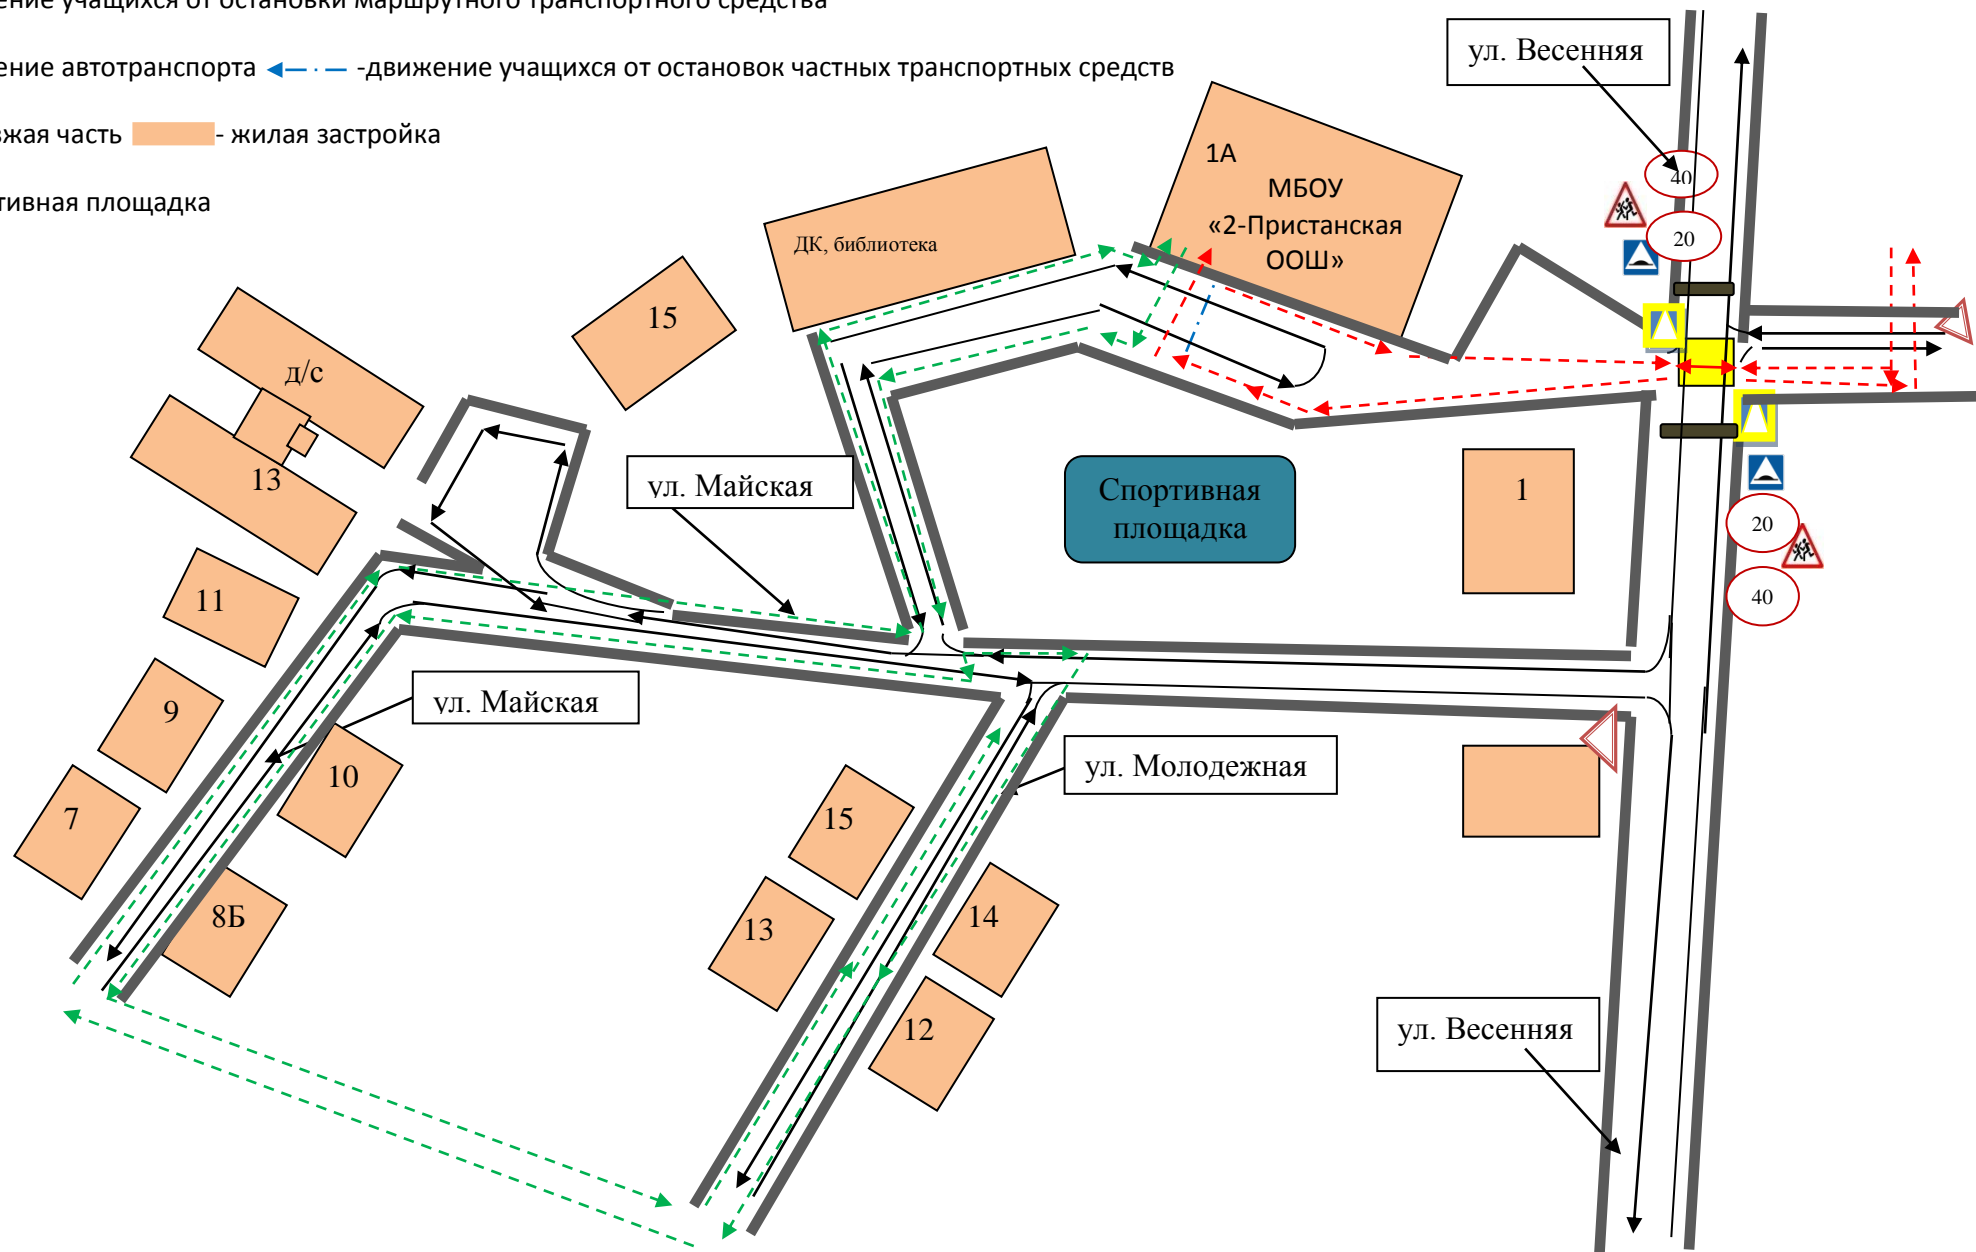 ение учащихся от остановки маршрутного транспортного средства
ение автотранспорта - движение учащихся от остановок частных транспортных средств
жая часть - жилая застройка
тивная площадка
ул. Весенняя
1А
МБОУ
«2-Пристанская
ООШ»
40
20
ДК, библиотека
15
д/с
13
ул. Майская
Спортивная
площадка
1
20
40
11
9
ул. Майская
10
7
ул. Молодежная
15
8Б
13
14
12
ул. Весенняя